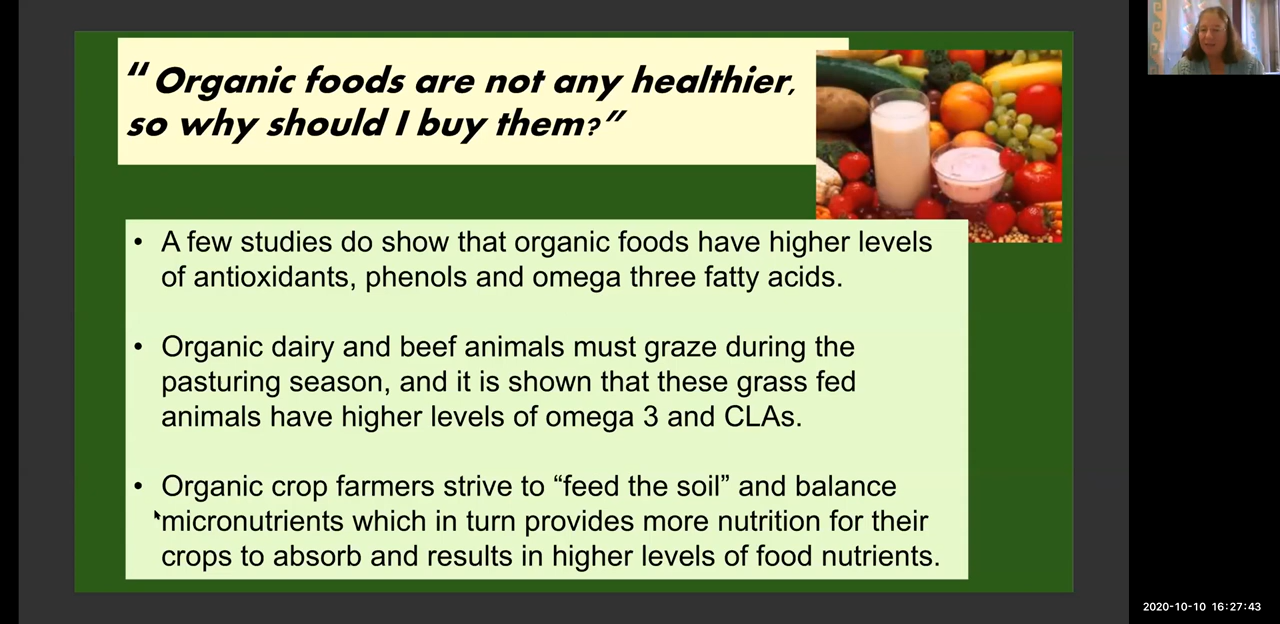 “Organic foods are not any healthier,
so why should I buy them?”
• A few studies do show that organic foods have higher levels
of antioxidants, phenols and omega three fatty acids.
• Organic dairy and beef animals must graze during the
pasturing season, and it is shown that these grass fed
animals have higher levels of omega 3 and CLAs.
• Organic crop farmers strive to “feed the soil” and balance
micronutrients which in turn provides more nutrition for their
crops to absorb and results in higher levels of food nutrients.
2020-10-10 16:27:43